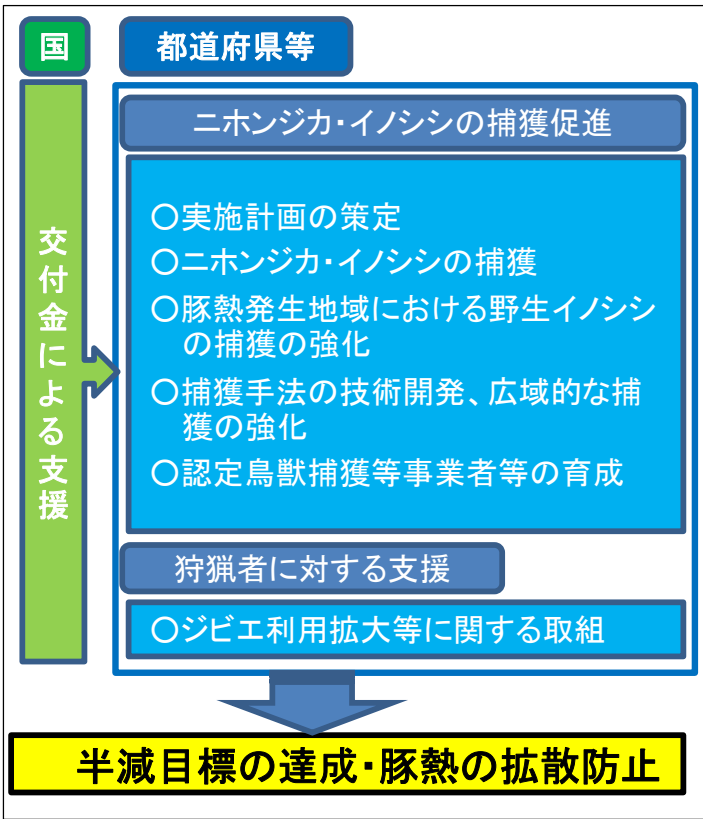 国
都道府県等
交付金による支援
ニホンジカ・イノシシの捕獲促進
〇実施計画の策定
〇ニホンジカ・イノシシの捕獲
〇豚熱発生地域における野生イノシシ
の捕獲の強化
〇捕獲手法の技術開発、広域的な捕
獲の強化
〇認定鳥獣捕獲等事業者等の育成
狩猟者に対する支援
〇ジビエ利用拡大等に関する取組
半減目標の達成・豚熱の拡散防止